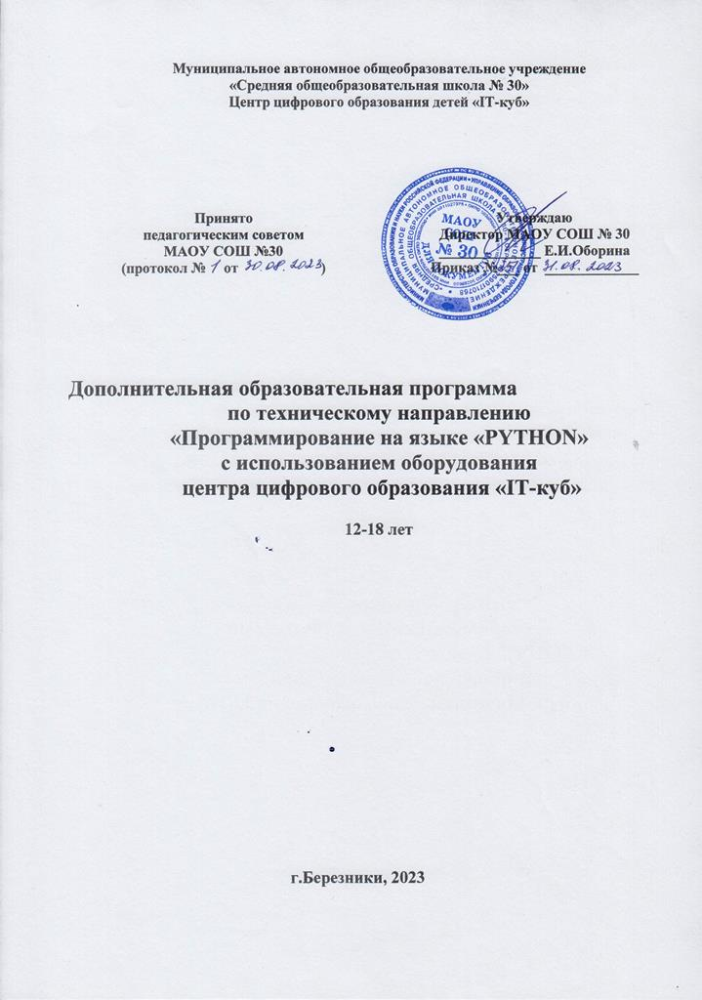 Муниципальное автономное общеобразовательное учреждение
«Средняя общеобразовательная школа № 30»
Центр цифрового образования детей «IT-куб»
Принято
педагогическим советом
МАОУ СОШ №30
(протокол № 1 от 30.08.2023)
Утверждаю
Директор МАОУ СОШ № 30
Е.И.Оборина
Приказ № от 31.08.2023
МАОУ
СОШ
№ 30
ДЛЯ ДОКУМЕНТОВ
Дополнительная образовательная программа
по техническому направлению
«Программирование на языке «PYTHON»
с использованием оборудования
центра цифрового образования «IT-куб»
12-18 лет
г.Березники, 2023